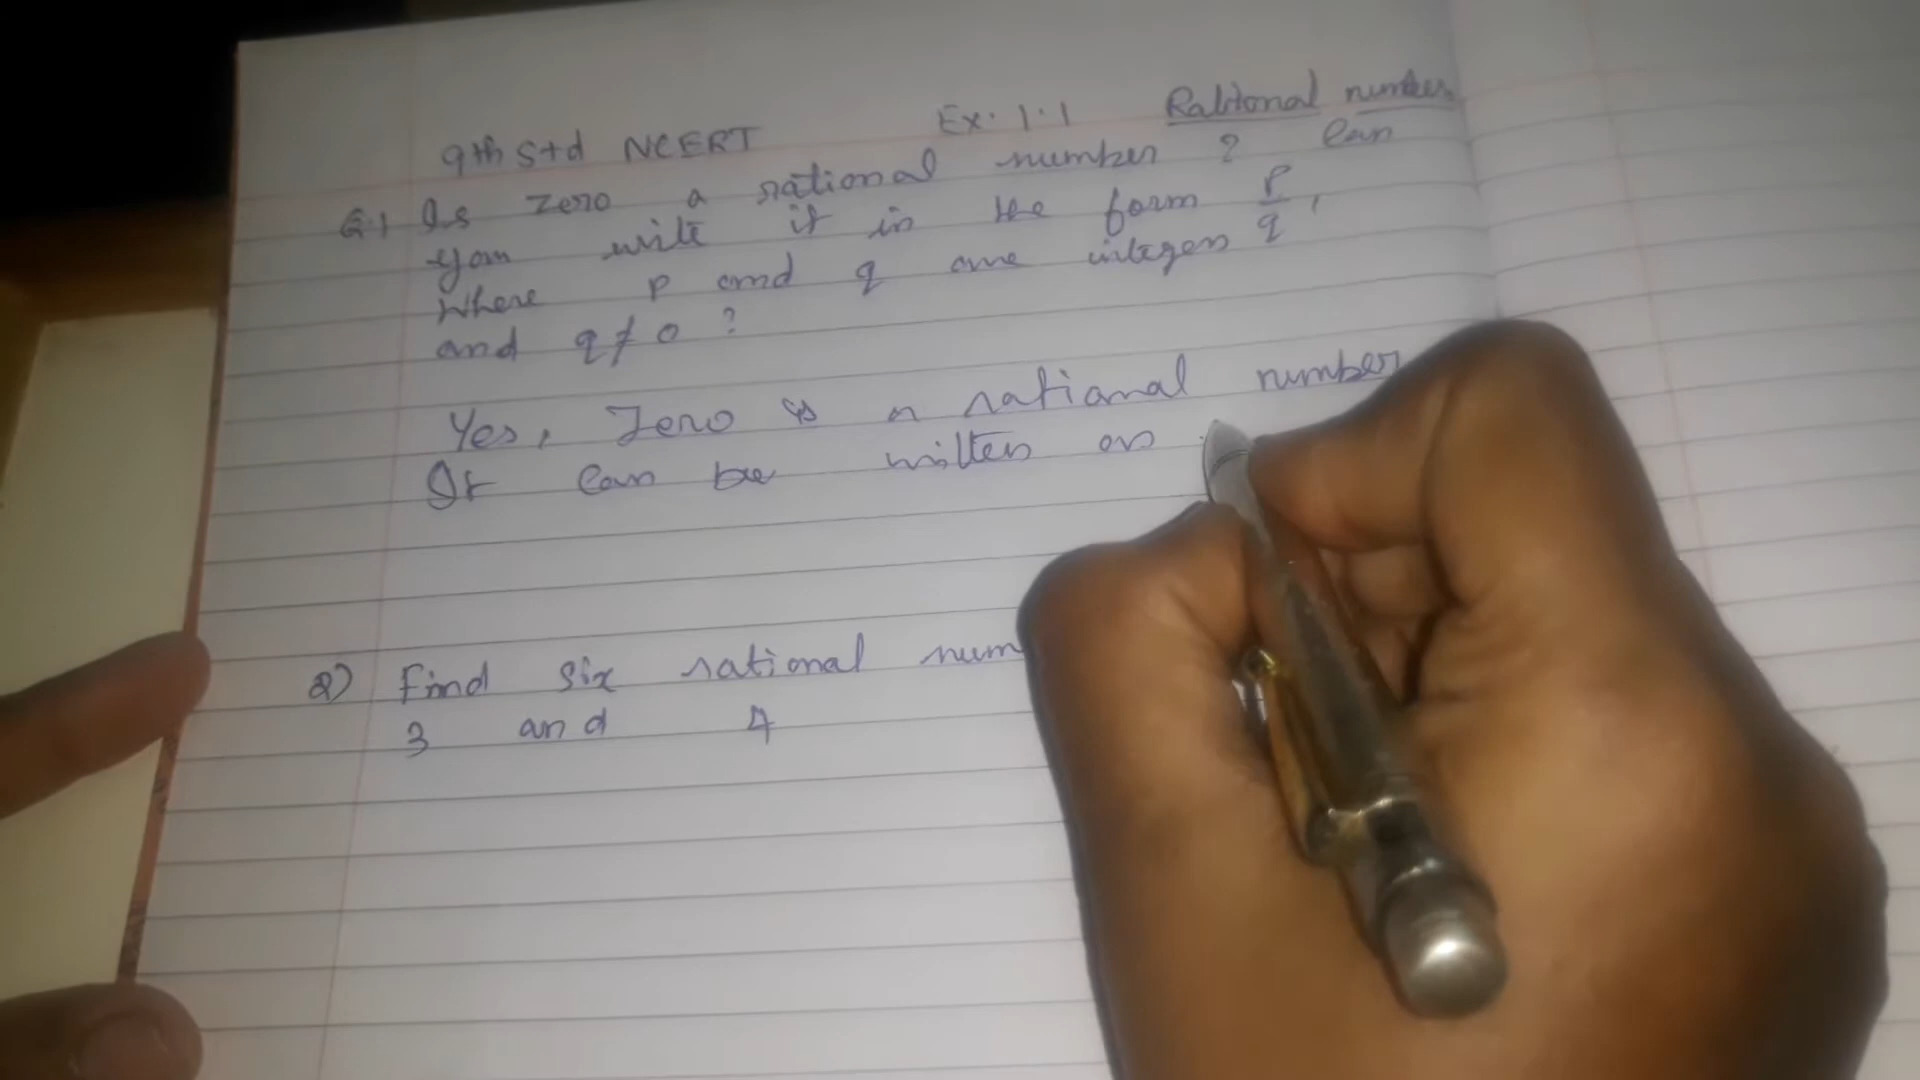 9th Std NCERT Ex. 1.1 Rational number
Q.1 Is zero a rational number ? Can
you write it in the form p/q,
where p and q are integers
and q ≠ 0 ?
Yes, Zero is a rational number
It can be written as
2) Find six rational num
3 and 4